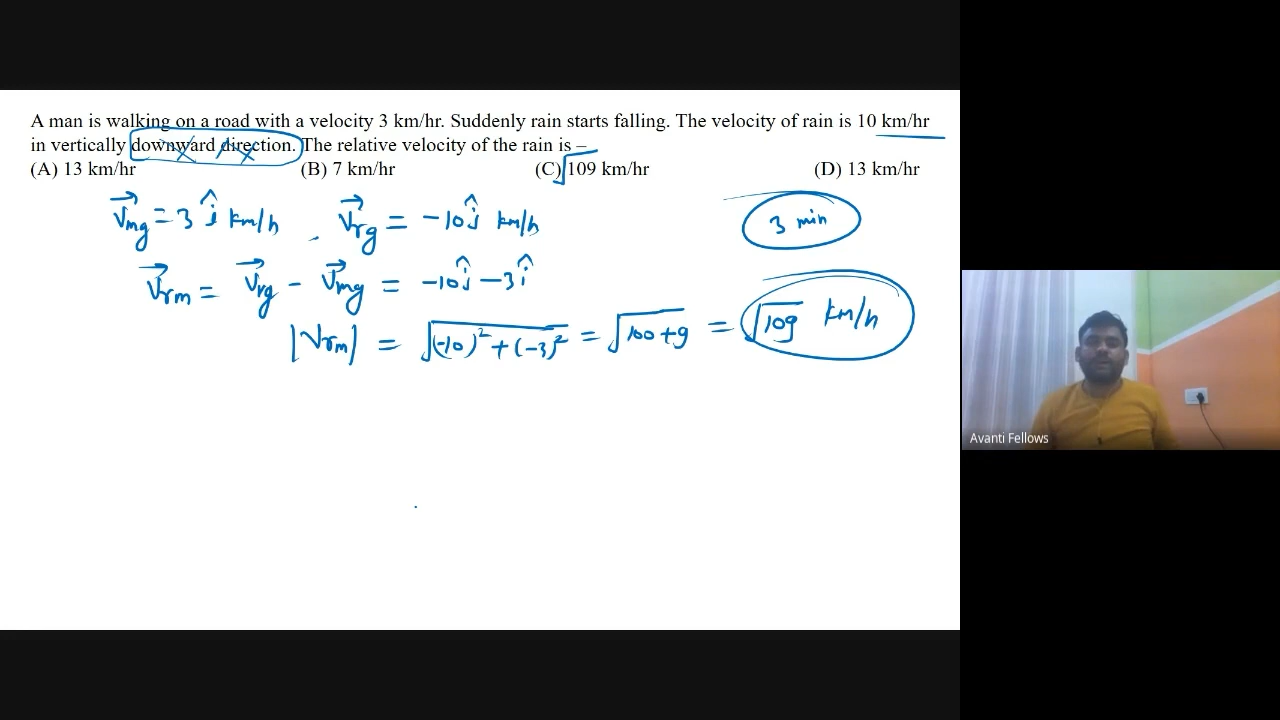 A man is walking on a road with a velocity 3 km/hr. Suddenly rain starts falling. The velocity of rain is 10 km/hr
in vertically downward direction. The relative velocity of the rain is –
(A) 13 km/hr (B) 7 km/hr (C) √109 km/hr (D) 13 km/hr
V⃗mg = 3 î km/h , V⃗rg = -10 ĵ km/h
3 min
V⃗rm = V⃗rg - V⃗mg = -10ĵ - 3î
|Vrm| = √((-10)² + (-3)²) = √(100+9) = √109 km/h
Avanti Fellows